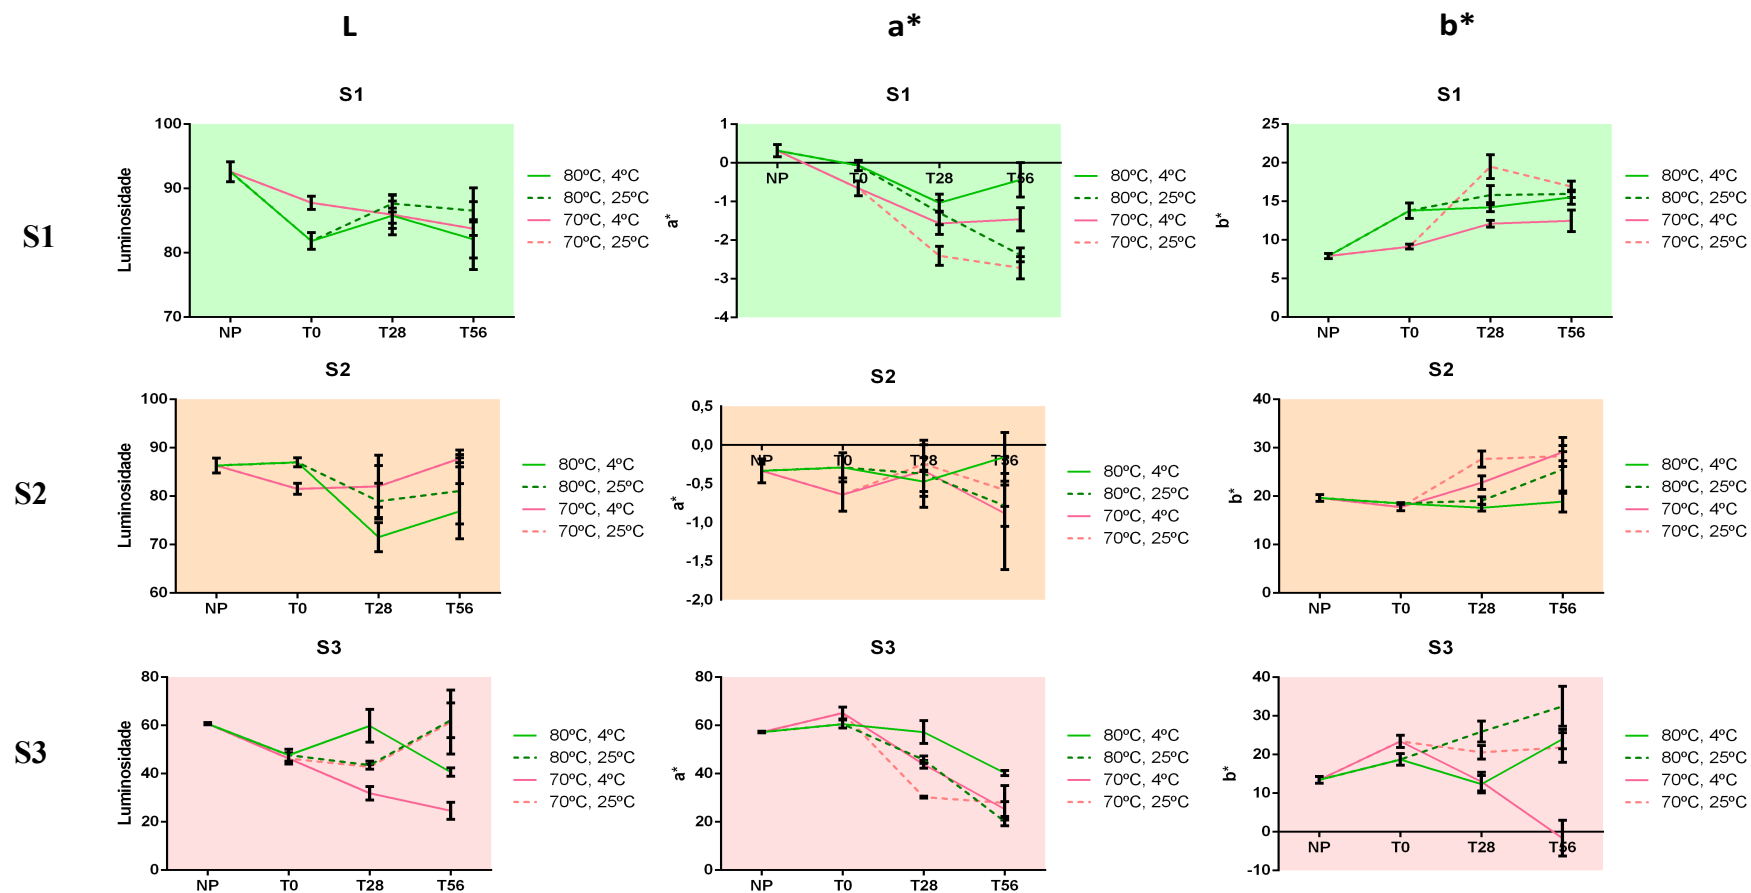 L a* b*
S1 S1 S1
S1
Luminosidade
100
90
80
70
NP T0 T28 T56
80ºC, 4ºC
80ºC, 25ºC
70ºC, 4ºC
70ºC, 25ºC
a*
1
0
-1
-2
-3
-4
NP T0 T28 T56
80ºC, 4ºC
80ºC, 25ºC
70ºC, 4ºC
70ºC, 25ºC
b*
25
20
15
10
5
0
NP T0 T28 T56
80ºC, 4ºC
80ºC, 25ºC
70ºC, 4ºC
70ºC, 25ºC
S2 S2 S2
S2
Luminosidade
100
90
80
70
60
NP T0 T28 T56
80ºC, 4ºC
80ºC, 25ºC
70ºC, 4ºC
70ºC, 25ºC
a*
0,5
0,0
-0,5
-1,0
-1,5
-2,0
NP T0 T28 T56
80ºC, 4ºC
80ºC, 25ºC
70ºC, 4ºC
70ºC, 25ºC
b*
40
30
20
10
0
NP T0 T28 T56
80ºC, 4ºC
80ºC, 25ºC
70ºC, 4ºC
70ºC, 25ºC
S3 S3 S3
S3
Luminosidade
80
60
40
20
0
NP T0 T28 T56
80ºC, 4ºC
80ºC, 25ºC
70ºC, 4ºC
70ºC, 25ºC
a*
80
60
40
20
0
NP T0 T28 T56
80ºC, 4ºC
80ºC, 25ºC
70ºC, 4ºC
70ºC, 25ºC
b*
40
30
20
10
0
-10
NP T0 T28 T56
80ºC, 4ºC
80ºC, 25ºC
70ºC, 4ºC
70ºC, 25ºC